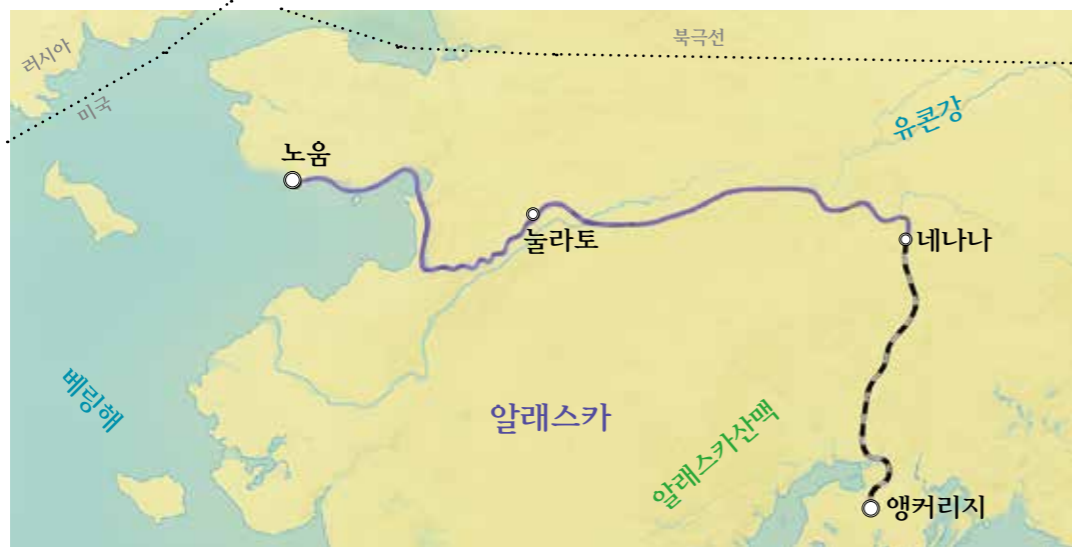 러시아
미국
북극선
유콘강
노움
눌라토
네나나
베링해
알래스카
알래스카산맥
앵커리지